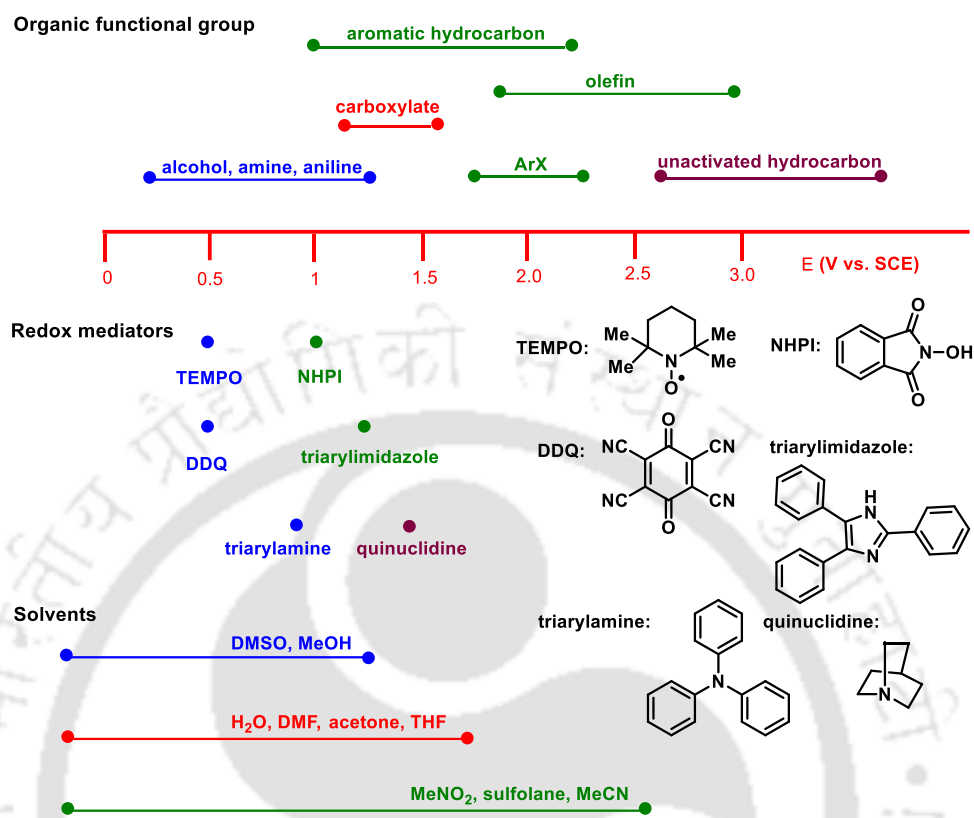 Organic functional group
aromatic hydrocarbon
olefin
carboxylate
alcohol, amine, aniline
ArX
unactivated hydrocarbon
0
0.5
1
1.5
2.0
2.5
3.0
E (V vs. SCE)
Redox mediators
TEMPO
NHPI
DDQ
triarylimidazole
triarylamine
quinuclidine
TEMPO:
Me
Me
Me
Me
N
O•
NHPI:
O
N-OH
O
DDQ:
O
NC
CN
NC
CN
O
triarylimidazole:
H
N
N
triarylamine:
N
quinuclidine:
N
Solvents
DMSO, MeOH
H2O, DMF, acetone, THF
MeNO2, sulfolane, MeCN